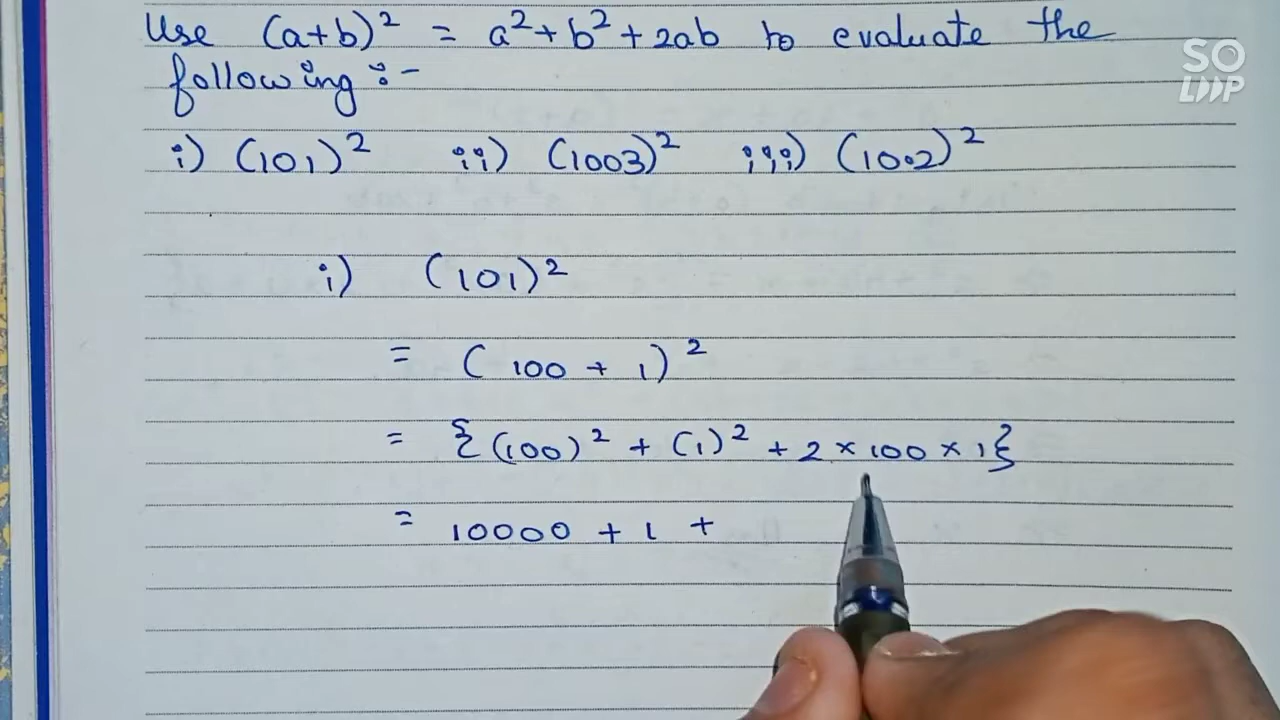 Use (a+b)² = a²+b²+2ab to evaluate the
following :-
i) (101)² ii) (1003)² iii) (10.2)²
i) (101)²
= (100 + 1)²
= {(100)² + (1)² + 2 × 100 × 1}
= 10000 + 1 +
SO
LOOP